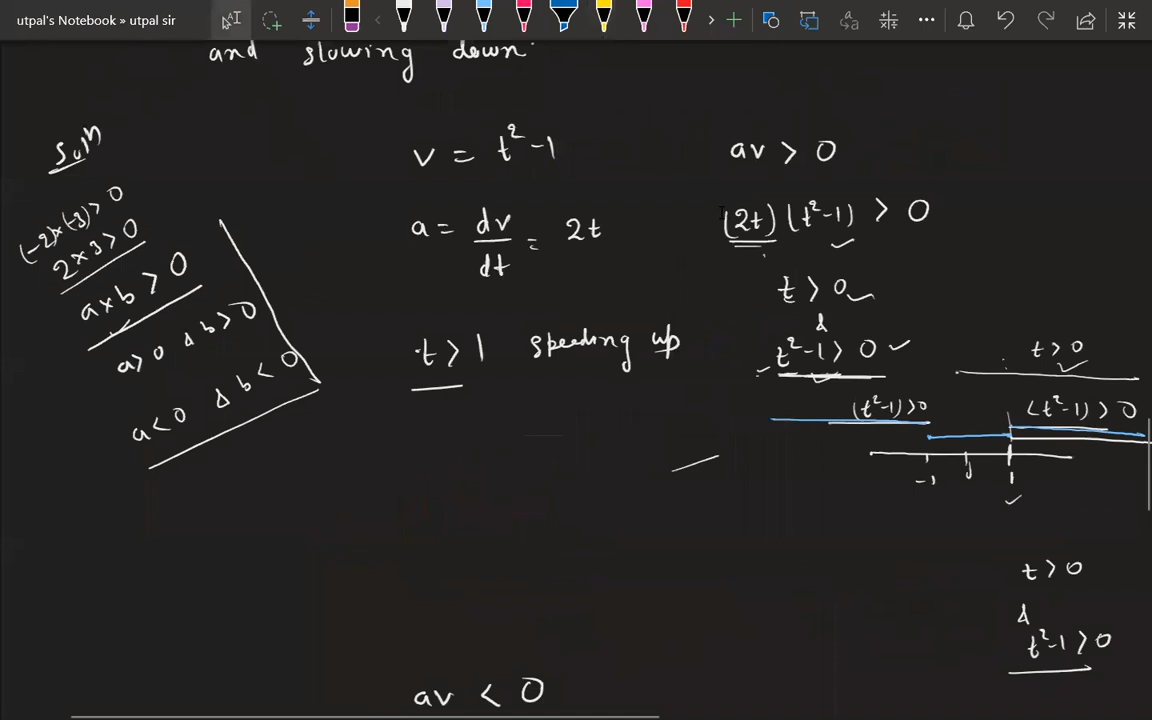 utpal's Notebook » utpal sir
and slowing down.
Soln
(-2)×(-3)>0
2×3>0
a×b>0
a>0 & b>0
a<0 & b<0
v = t²-1
a = dv/dt = 2t
t>1 speeding up
av > 0
(2t)(t²-1) > 0
t > 0
&
t²-1 > 0
t>0
(t²-1)>0
(t²-1)>0
-1 0 1
t>0
&
t²-1>0
av < 0